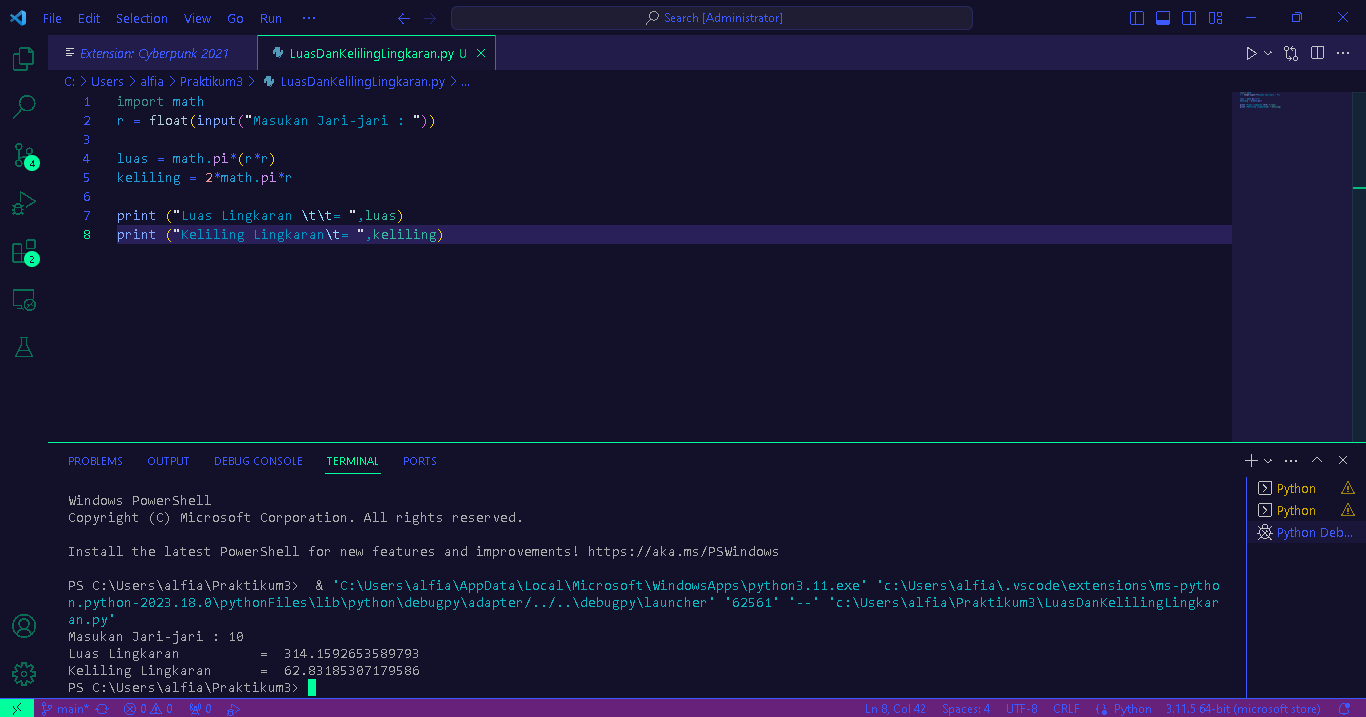 File Edit Selection View Go Run ...
Search [Administrator]
Extension: Cyberpunk 2021
LuasDanKelilingLingkaran.py U
C: > Users > alfia > Praktikum3 > LuasDanKelilingLingkaran.py > ...
1 import math
2 r = float(input("Masukan Jari-jari : "))
3
4 luas = math.pi*(r*r)
5 keliling = 2*math.pi*r
6
7 print ("Luas Lingkaran \t\t= ",luas)
8 print ("Keliling Lingkaran\t= ",keliling)
4
2
PROBLEMS OUTPUT DEBUG CONSOLE TERMINAL PORTS
Windows PowerShell
Copyright (C) Microsoft Corporation. All rights reserved.
Install the latest PowerShell for new features and improvements! https://aka.ms/PSWindows
PS C:\Users\alfia\Praktikum3>  & 'C:\Users\alfia\AppData\Local\Microsoft\WindowsApps\python3.11.exe' 'c:\Users\alfia\.vscode\extensions\ms-pytho
n.python-2023.18.0\pythonFiles\lib\python\debugpy\adapter/../..\debugpy\launcher' '62561' '--' 'c:\Users\alfia\Praktikum3\LuasDanKelilingLingkar
an.py'
Masukan Jari-jari : 10
Luas Lingkaran          =  314.1592653589793
Keliling Lingkaran      =  62.83185307179586
PS C:\Users\alfia\Praktikum3>
Python
Python
Python Deb...
main* 0 0 0 Ln 8, Col 42 Spaces: 4 UTF-8 CRLF Python 3.11.5 64-bit (microsoft store)